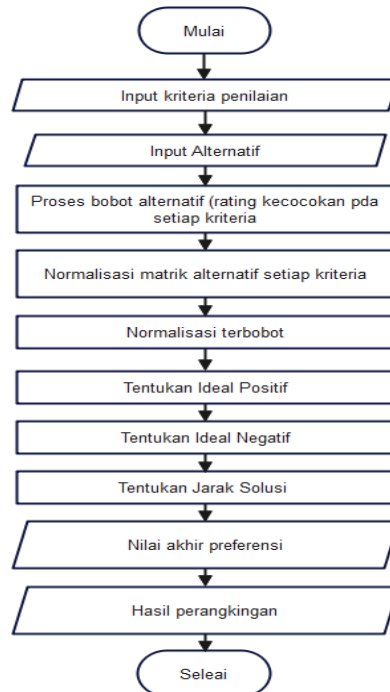 Mulai
Input kriteria penilaian
Input Alternatif
Proses bobot alternatif (rating kecocokan pda
setiap kriteria
Normalisasi matrik alternatif setiap kriteria
Normalisasi terbobot
Tentukan Ideal Positif
Tentukan Ideal Negatif
Tentukan Jarak Solusi
Nilai akhir preferensi
Hasil perangkingan
Seleai